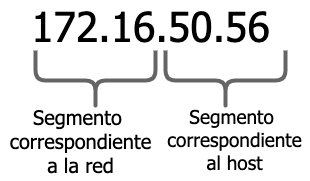 172.16.50.56
Segmento
correspondiente
a la red
Segmento
correspondiente
al host